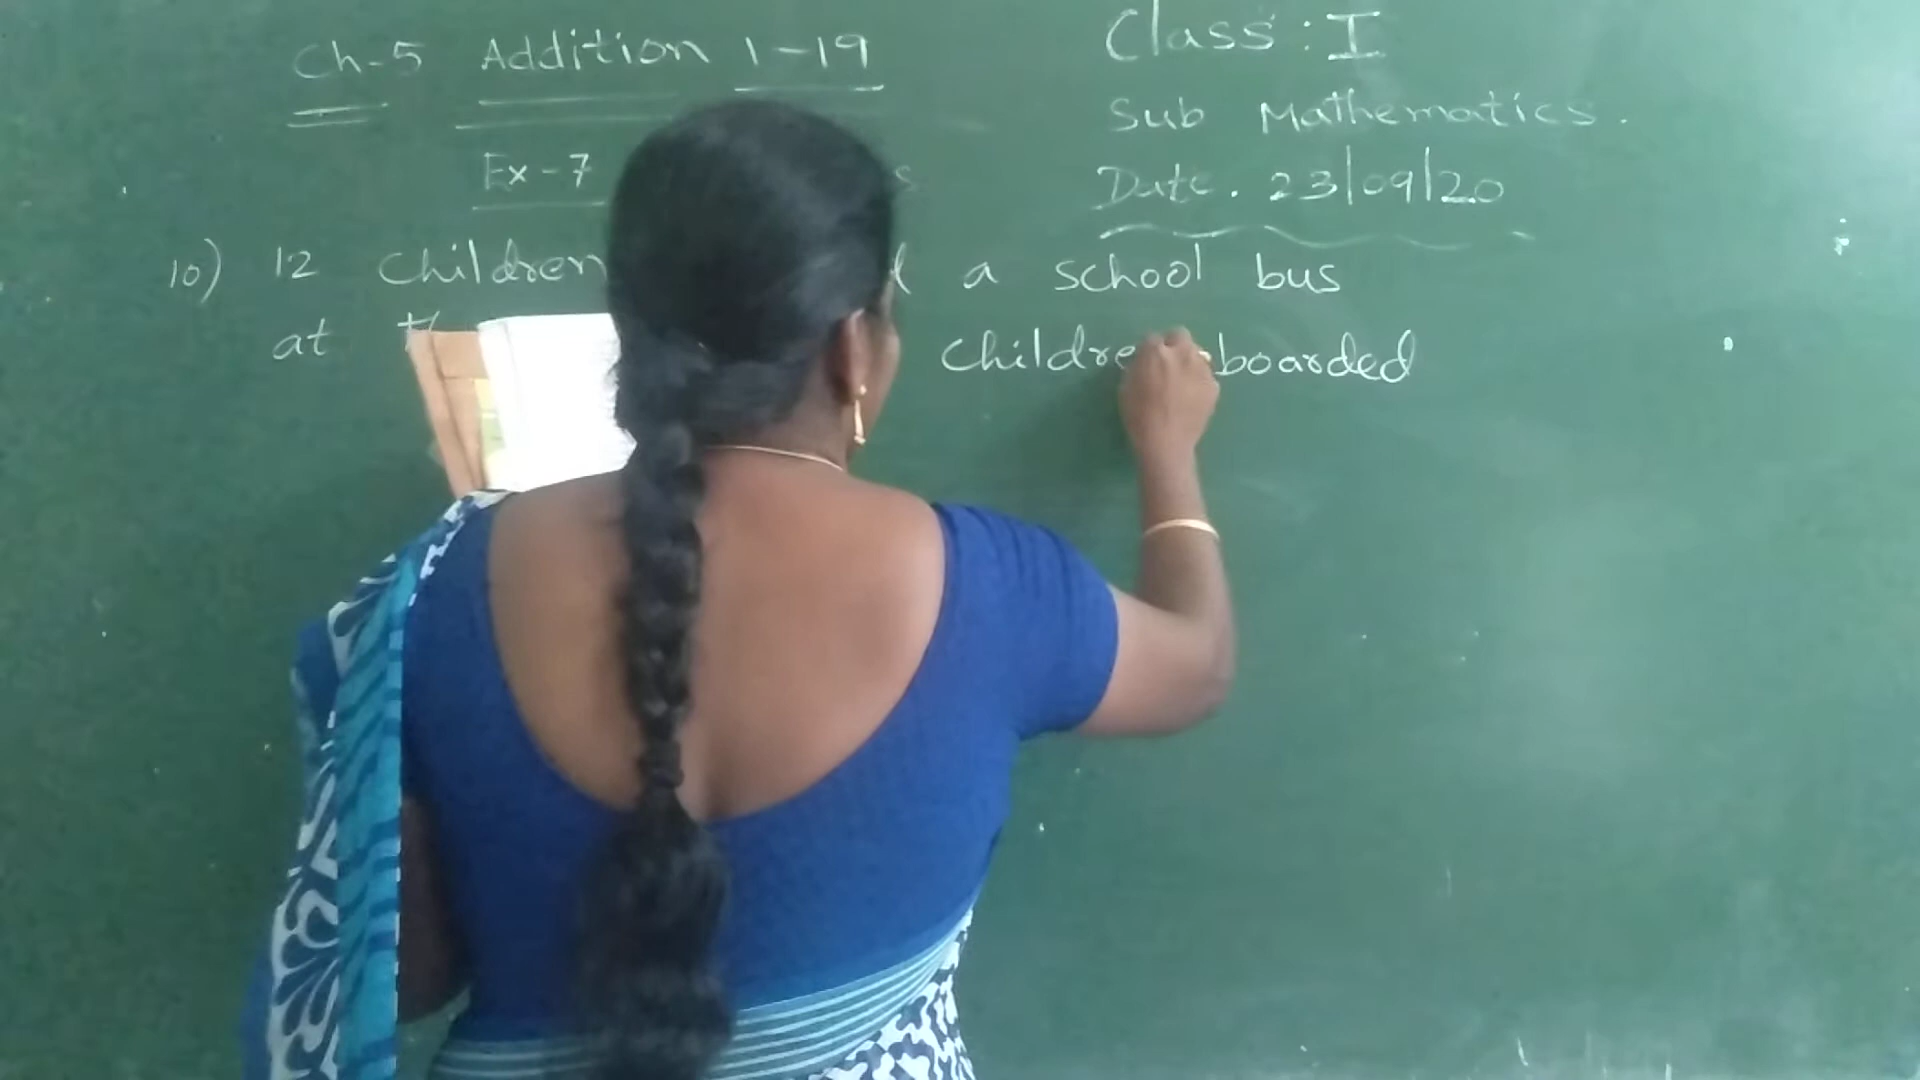 Ch-5 Addition 1-19
Class : I
Sub Mathematics.
Ex-7
Date. 23/09/20
10) 12 Children a school bus
at children boarded